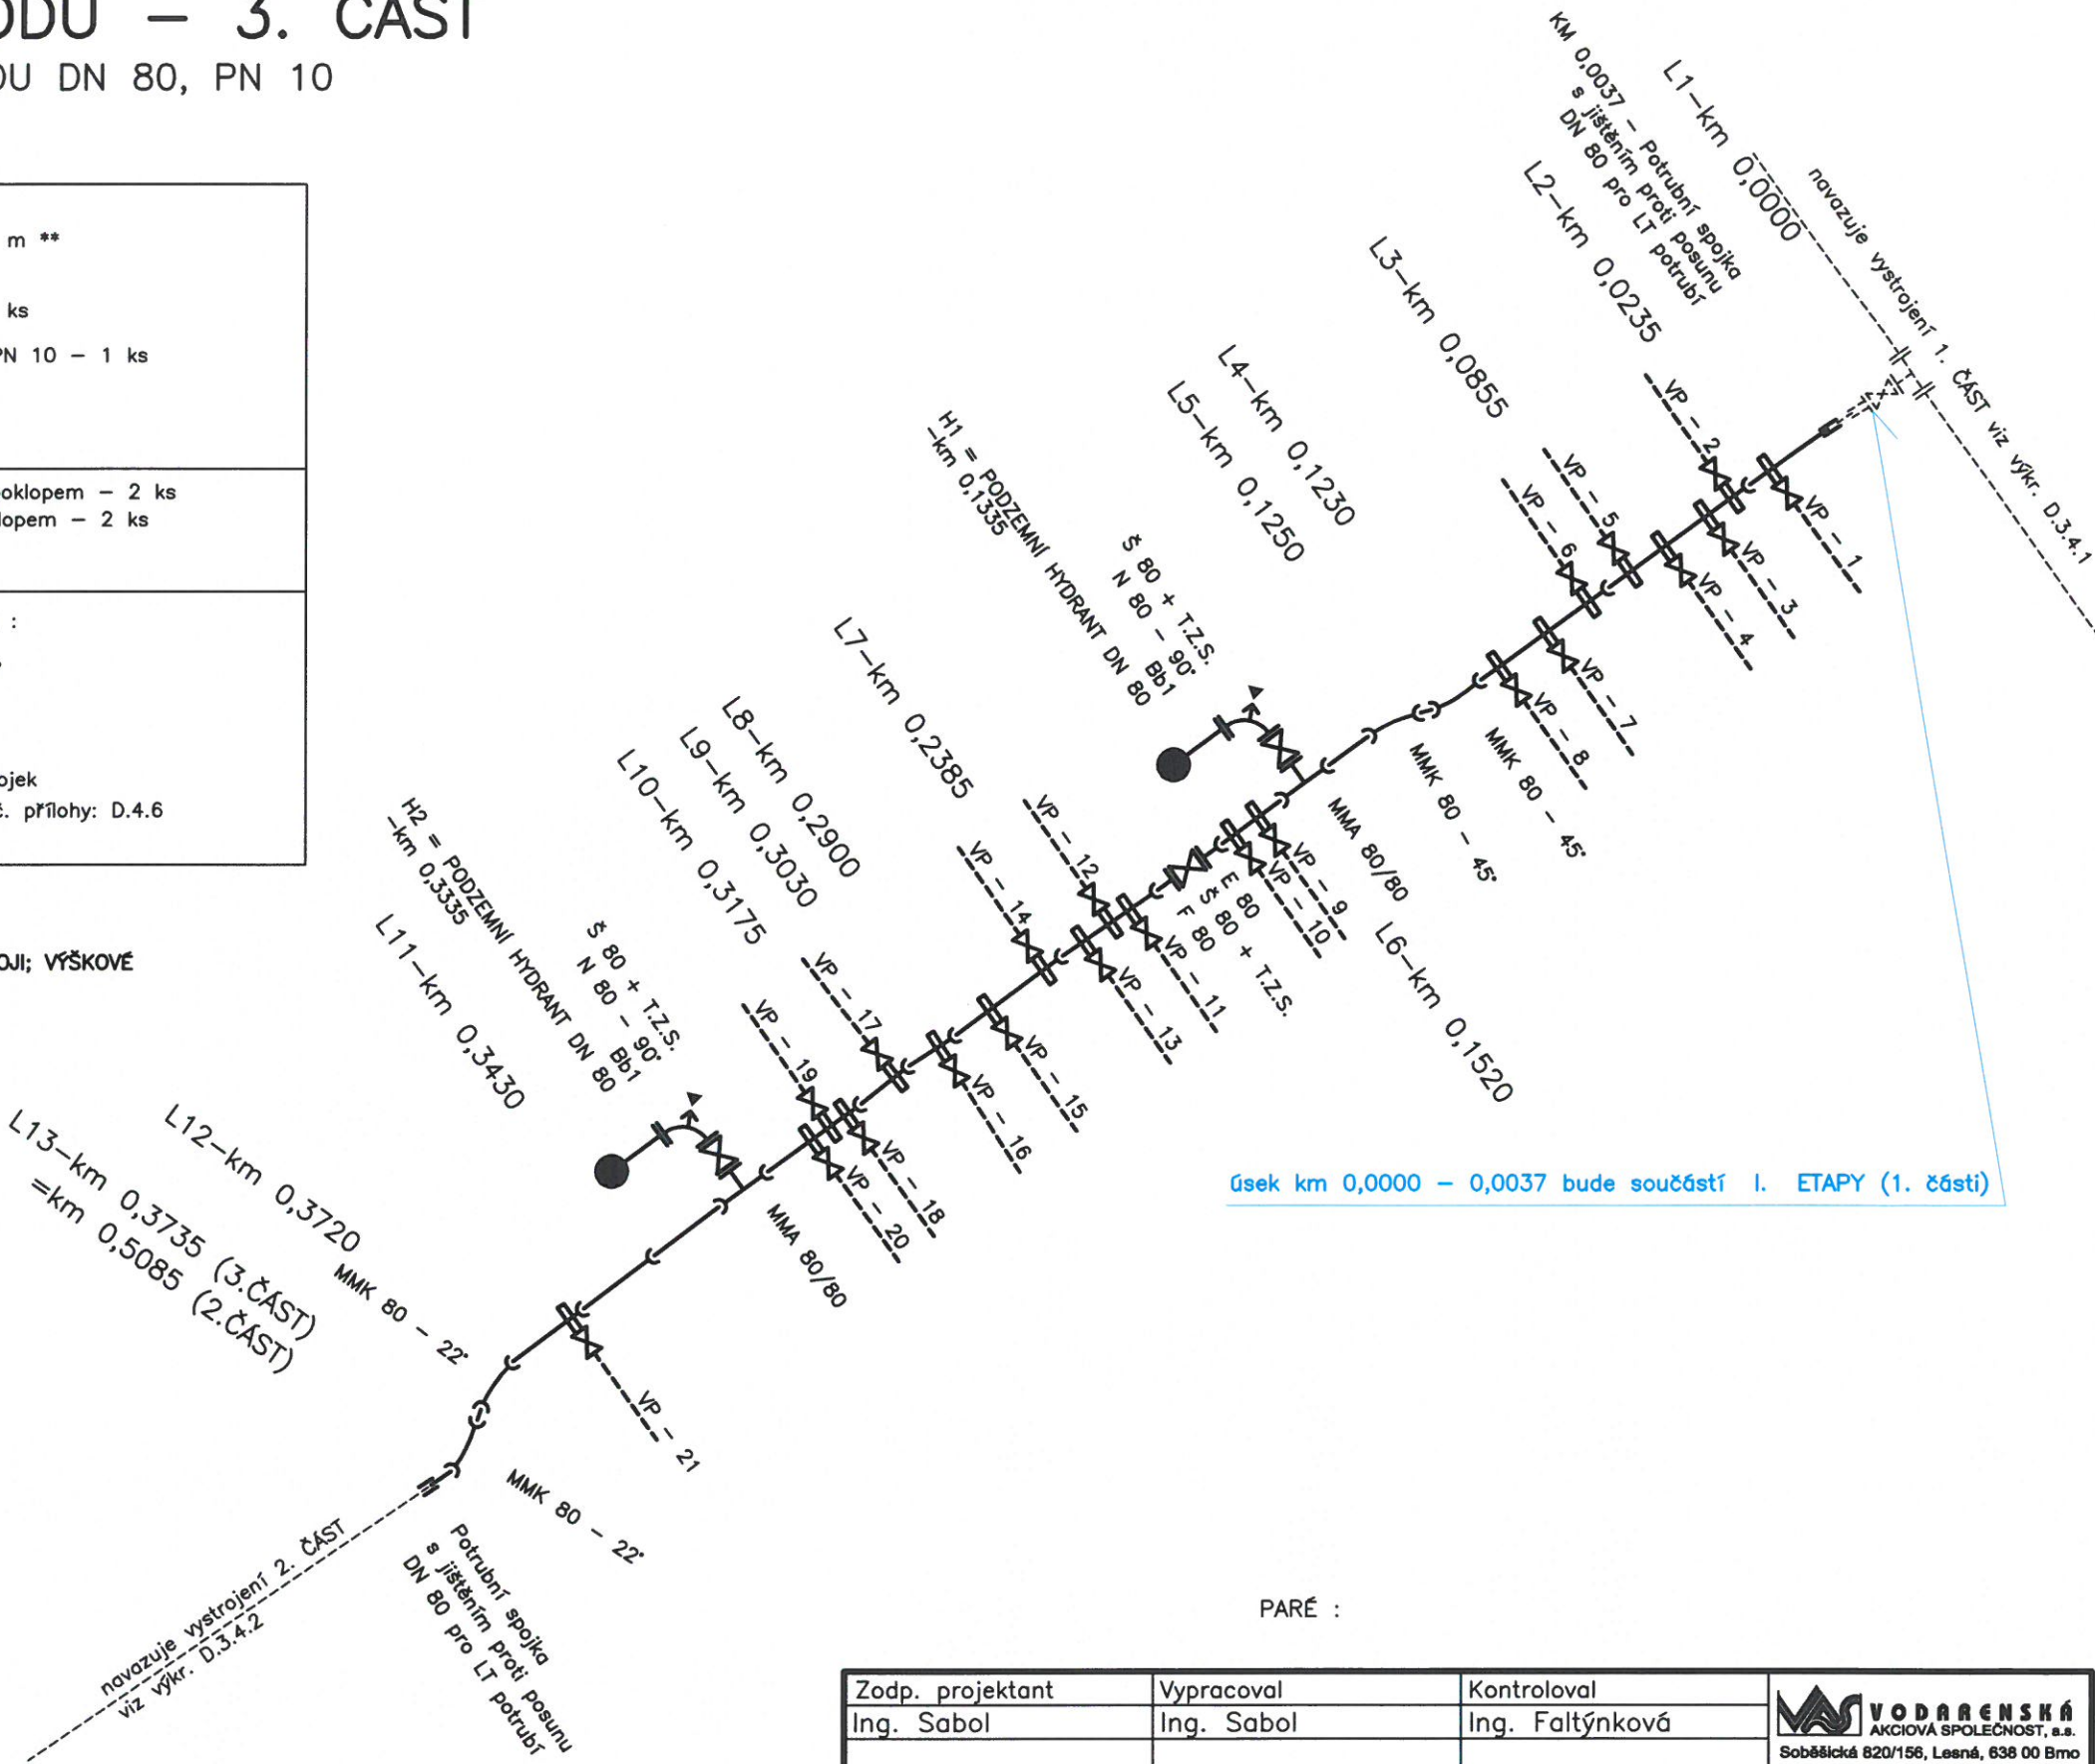 ODU – 3. ČÁST
OU DN 80, PN 10
m **
ks
PN 10 – 1 ks
oklopem – 2 ks
lopem – 2 ks
:
ojek
č. přílohy: D.4.6
OJI; VÝŠKOVÉ
KM 0,0037 – Potrubní spojka
s jištěním proti posunu
DN 80 pro LT potrubí
L1–km 0,0000
navazuje vystrojení 1. ČÁST viz výkr. D.3.4.1
L2–km 0,0235
L3–km 0,0855
L4–km 0,1230
L5–km 0,1250
H1 = PODZEMNÍ HYDRANT DN 80
–km 0,1335
Š 80 + T.Z.S.
N 80 – 90°
Bb1
VP – 2
VP – 1
VP – 5
VP – 3
VP – 6
VP – 4
VP – 7
VP – 8
MMK 80 – 45°
MMK 80 – 45°
MMA 80/80
L7–km 0,2385
L8–km 0,2900
L9–km 0,3030
L10–km 0,3175
VP – 12
VP – 9
VP – 10
E 80
Š 80 + T.Z.S.
F 80
L6–km 0,1520
VP – 14
VP – 11
VP – 13
H2 = PODZEMNÍ HYDRANT DN 80
–km 0,3335
Š 80 + T.Z.S.
N 80 – 90°
Bb1
L11–km 0,3430
VP – 17
VP – 15
VP – 16
VP – 19
VP – 18
VP – 20
MMA 80/80
úsek km 0,0000 – 0,0037 bude součástí I. ETAPY (1. části)
L12–km 0,3720
L13–km 0,3735 (3.ČÁST)
=km 0,5085 (2.ČÁST)
MMK 80 – 22°
VP – 21
MMK 80 – 22°
Potrubní spojka
s jištěním proti posunu
DN 80 pro LT potrubí
navazuje vystrojení 2. ČÁST
viz výkr. D.3.4.2
PARÉ :
Zodp. projektant
Vypracoval
Kontroloval
Ing. Sabol
Ing. Sabol
Ing. Faltýnková
VAS VODARENSKÁ
AKCIOVÁ SPOLEČNOST, a.s.
Soběšická 820/156, Lesná, 638 00 Brno